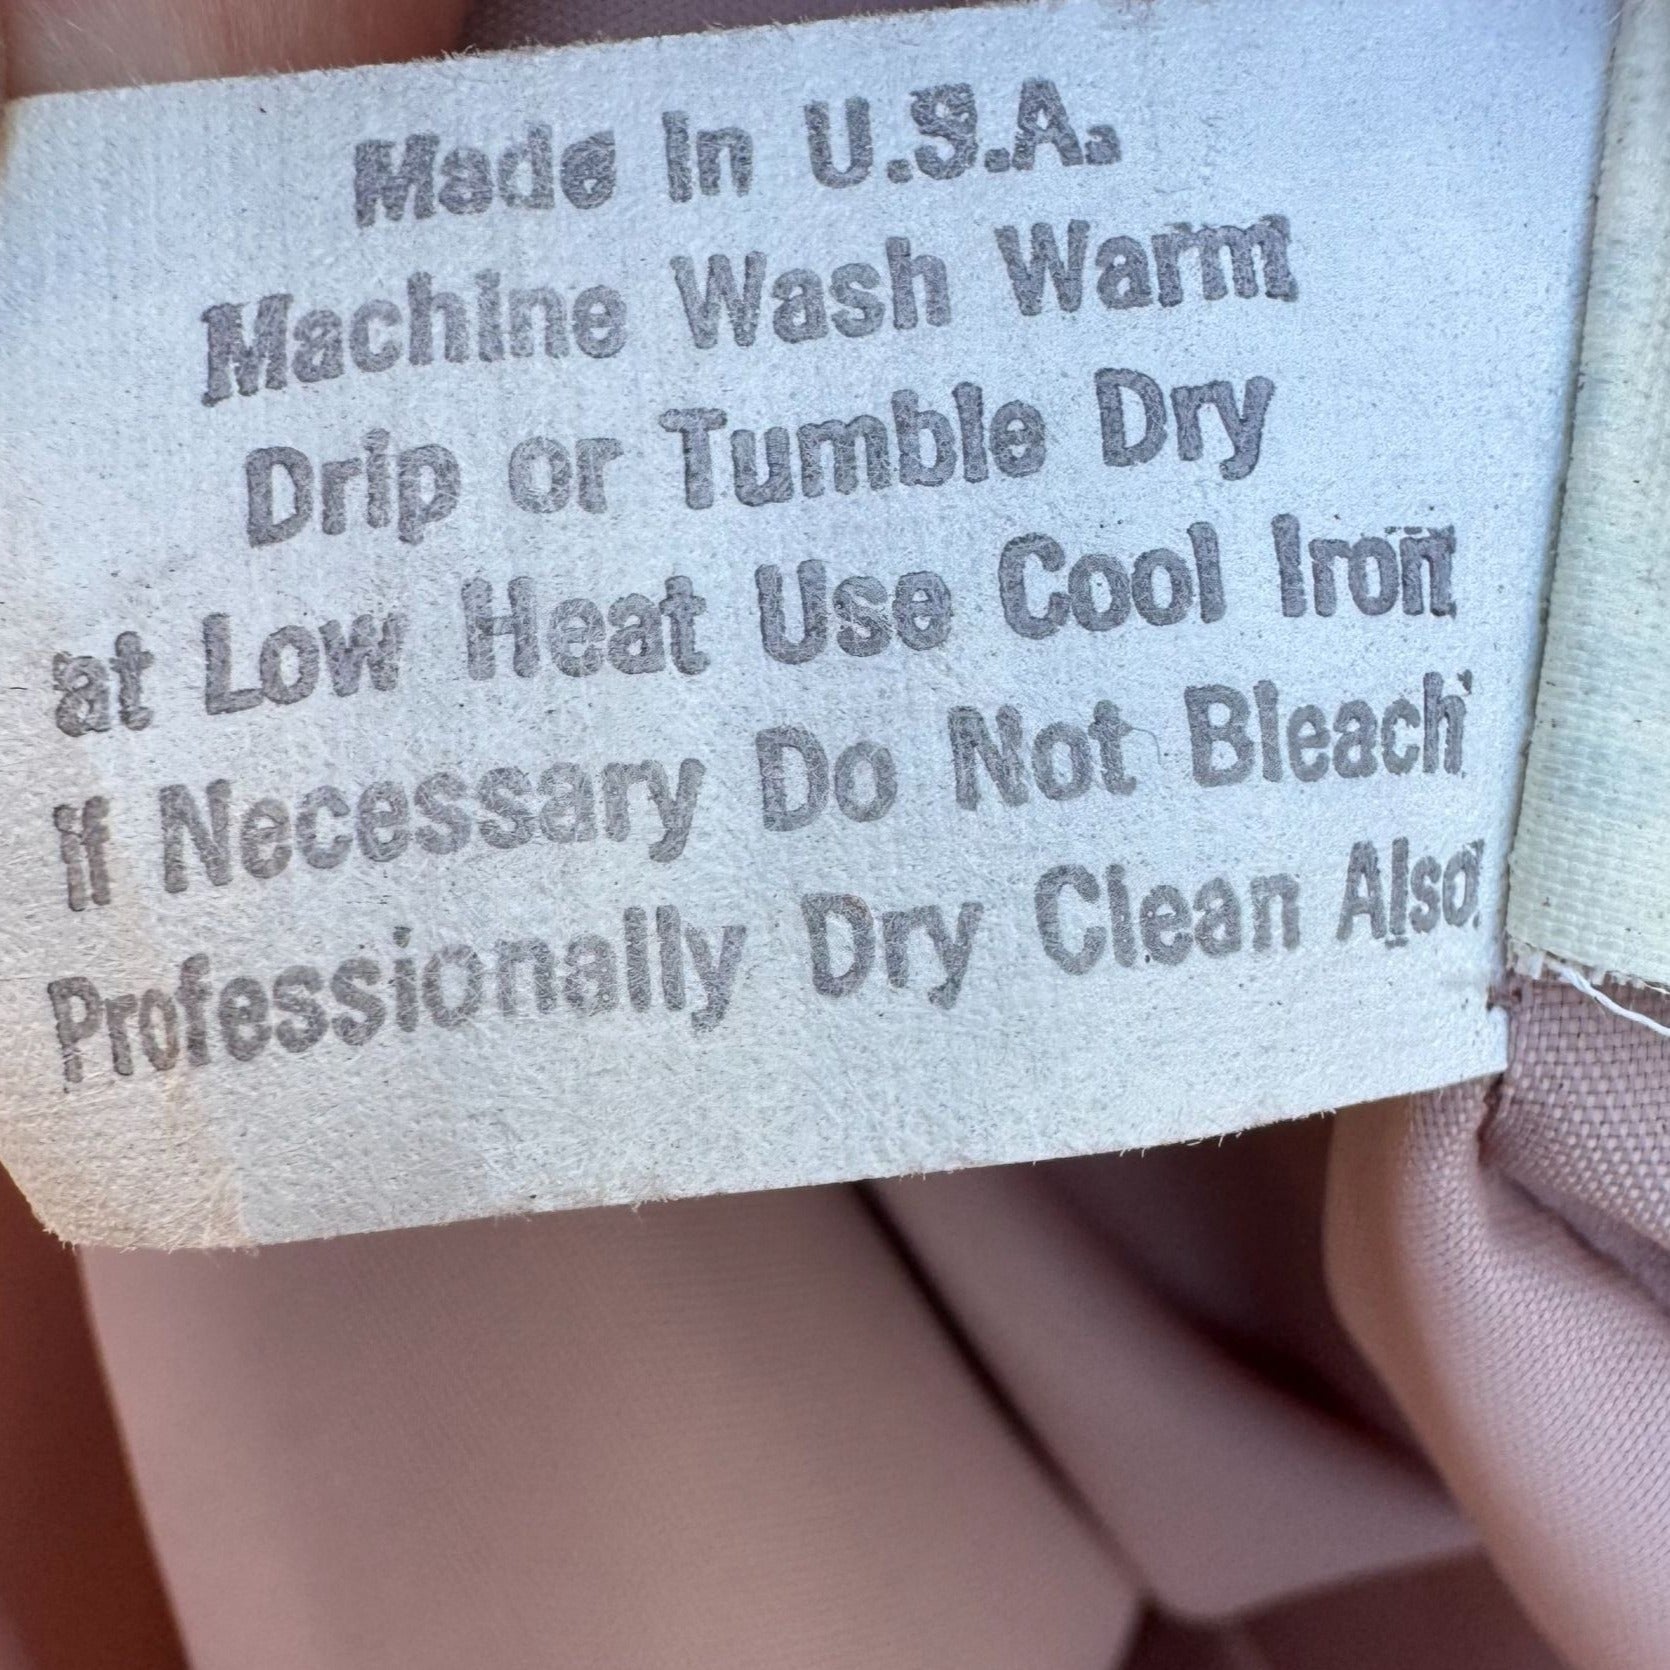 Made In U.S.A.
Machine Wash Warm
Drip or Tumble Dry
at Low Heat Use Cool Iron
If Necessary Do Not Bleach
Professionally Dry Clean Also